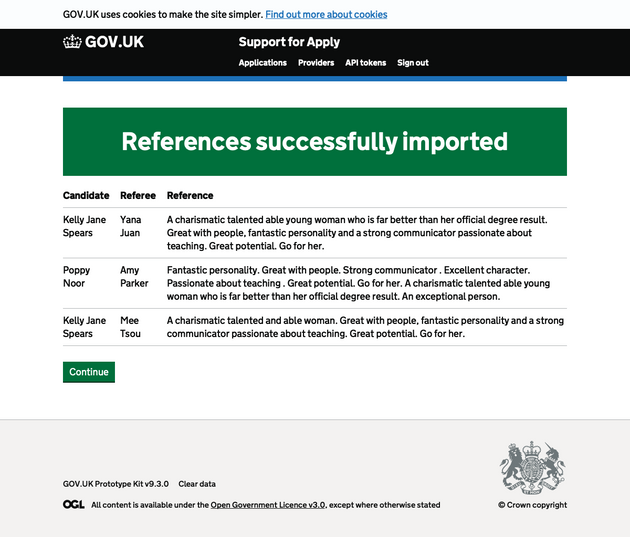 GOV.UK uses cookies to make the site simpler. Find out more about cookies
GOV.UK
Support for Apply
Applications Providers API tokens Sign out
References successfully imported
Candidate Referee Reference
Kelly Jane Yana A charismatic talented able young woman who is far better than her official degree result.
Spears Juan Great with people, fantastic personality and a strong communicator passionate about
teaching. Great potential. Go for her.
Poppy Amy Fantastic personality. Great with people. Strong communicator . Excellent character.
Noor Parker Passionate about teaching . Great potential. Go for her. A charismatic talented able young
woman who is far better than her official degree result. An exceptional person.
Kelly Jane Mee A charismatic talented and able woman. Great with people, fantastic personality and a strong
Spears Tsou communicator passionate about teaching. Great potential. Go for her.
Continue
GOV.UK Prototype Kit v9.3.0 Clear data
OGL All content is available under the Open Government Licence v3.0, except where otherwise stated
© Crown copyright